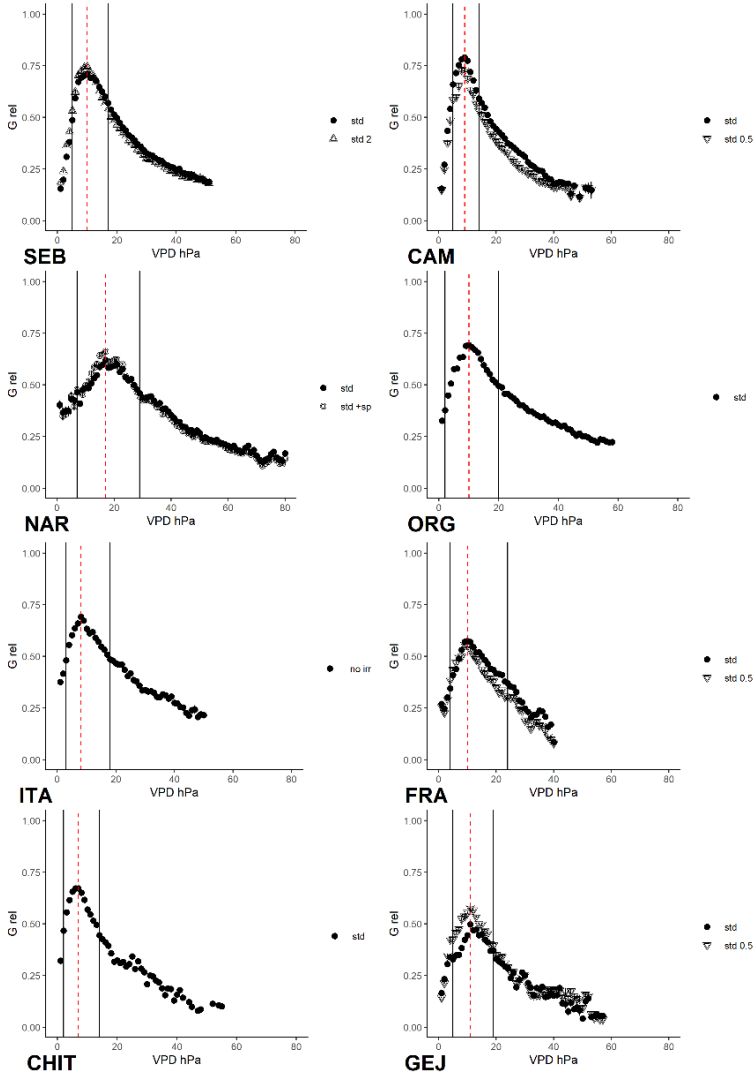 1.00
0.75
0.50
0.25
0.00
G rel
0 20 40 60 80
VPD hPa
SEB
std
std 2
1.00
0.75
0.50
0.25
0.00
G rel
0 20 40 60 80
VPD hPa
CAM
std
std 0.5
1.00
0.75
0.50
0.25
0.00
G rel
0 20 40 60 80
VPD hPa
NAR
std
std +sp
1.00
0.75
0.50
0.25
0.00
G rel
0 20 40 60 80
VPD hPa
ORG
std
1.00
0.75
0.50
0.25
0.00
G rel
0 20 40 60 80
VPD hPa
ITA
no irr
1.00
0.75
0.50
0.25
0.00
G rel
0 20 40 60 80
VPD hPa
FRA
std
std 0.5
1.00
0.75
0.50
0.25
0.00
G rel
0 20 40 60 80
VPD hPa
CHIT
std
1.00
0.75
0.50
0.25
0.00
G rel
0 20 40 60 80
VPD hPa
GEJ
std
std 0.5